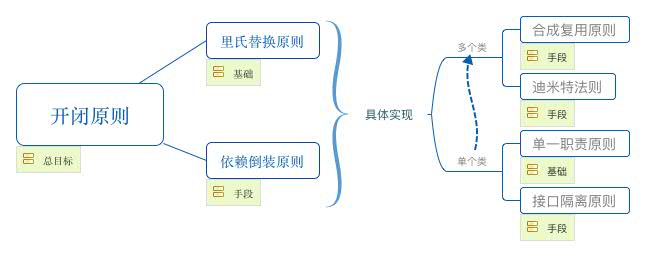 开闭原则
总目标
里氏替换原则
基础
依赖倒装原则
手段
具体实现
多个类
单个类
合成复用原则
手段
迪米特法则
手段
单一职责原则
基础
接口隔离原则
手段